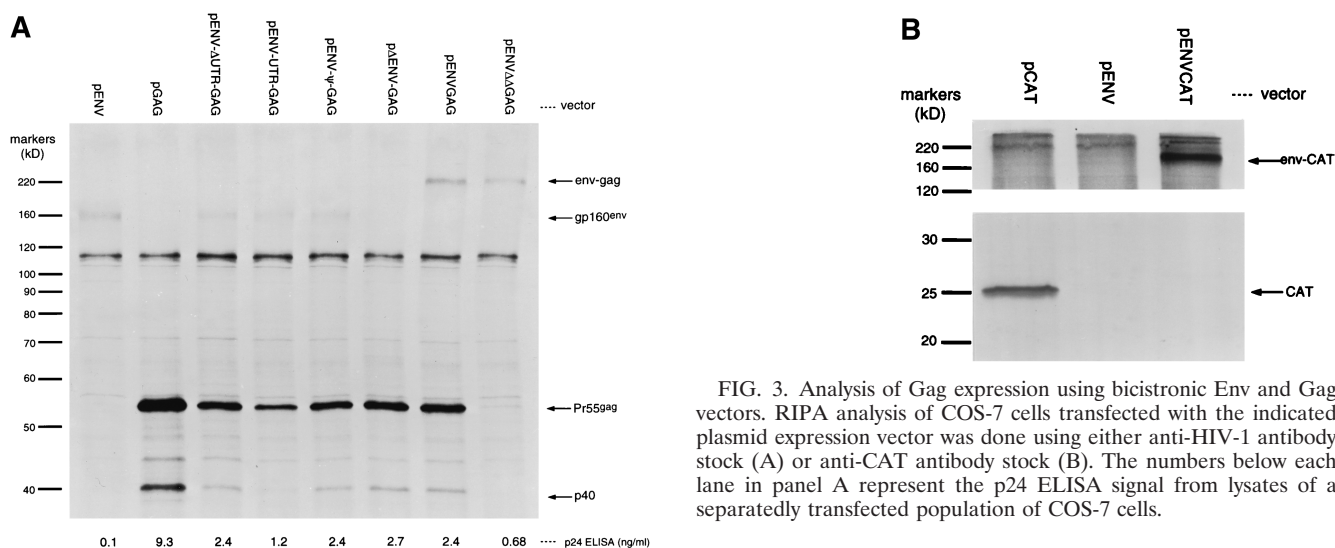 A
pENV
pGAG
pENV-ΔUTR-GAG
pENV-UTR-GAG
pENV-ψ-GAG
pΔENV-GAG
pENVGAG
pENVΔΔGAG
---- vector
markers
(kD)
220
160
120
100
90
80
70
60
50
40
env-gag
gp160env
Pr55gag
p40
0.1 9.3 2.4 1.2 2.4 2.7 2.4 0.68 ---- p24 ELISA (ng/ml)
B
pCAT
pENV
pENVCAT
---- vector
markers
(kD)
220
160
120
env-CAT
30
25
20
CAT
FIG. 3. Analysis of Gag expression using bicistronic Env and Gag
vectors. RIPA analysis of COS-7 cells transfected with the indicated
plasmid expression vector was done using either anti-HIV-1 antibody
stock (A) or anti-CAT antibody stock (B). The numbers below each
lane in panel A represent the p24 ELISA signal from lysates of a
separatedly transfected population of COS-7 cells.